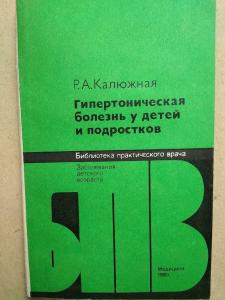 Р.А.Калюжная
Гипертоническая
болезнь у детей
и подростков
Библиотека практического врача
Заболевания
детского
возраста
БПВ
Медицина
1980